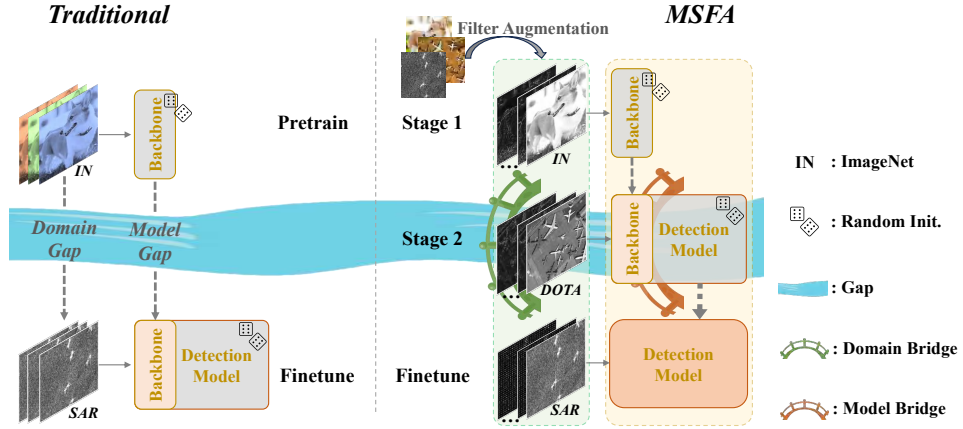 Traditional
MSFA
Filter Augmentation
Backbone
IN
Pretrain
Stage 1
IN
Backbone
IN : ImageNet
Domain
Gap
Model
Gap
Stage 2
...
DOTA
Backbone
Detection
Model
: Random Init.
: Gap
SAR
Backbone
Detection
Model
Finetune
Finetune
...
SAR
Detection
Model
: Domain Bridge
: Model Bridge
...